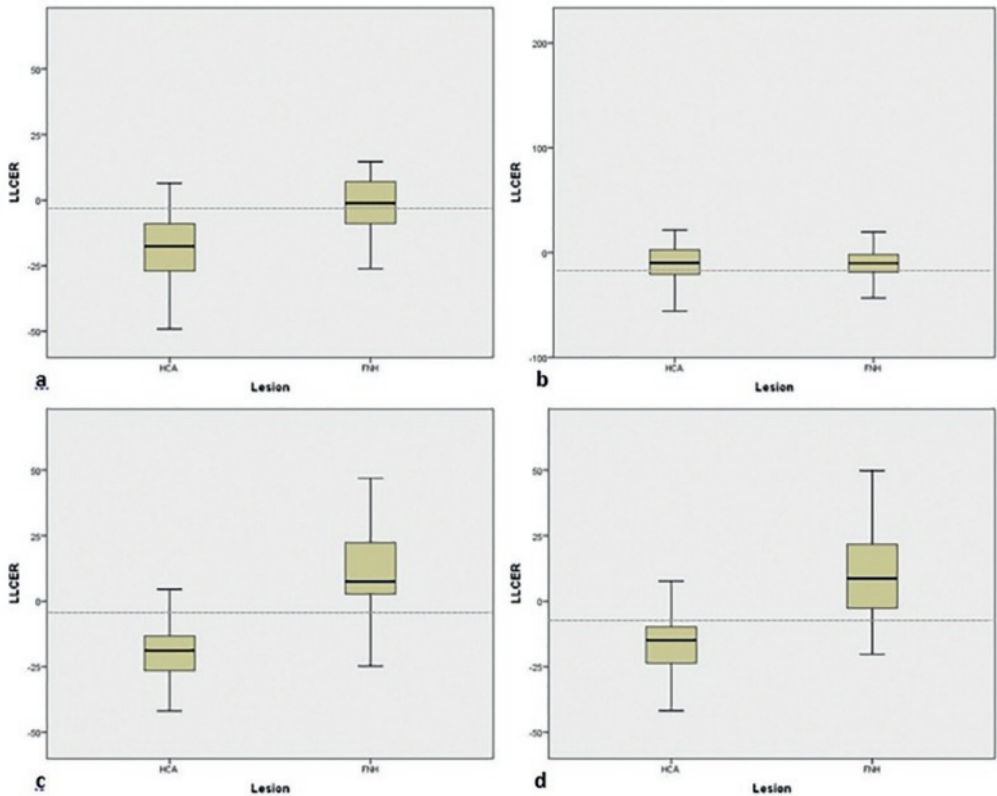 LLCER
50
25
0
-25
-50
HCA
FNH
Lesion
a
LLCER
200
100
0
-100
HCA
FNH
Lesion
b
LLCER
50
25
0
-25
-50
HCA
FNH
Lesion
c
LLCER
50
25
0
-25
-50
HCA
FNH
Lesion
d